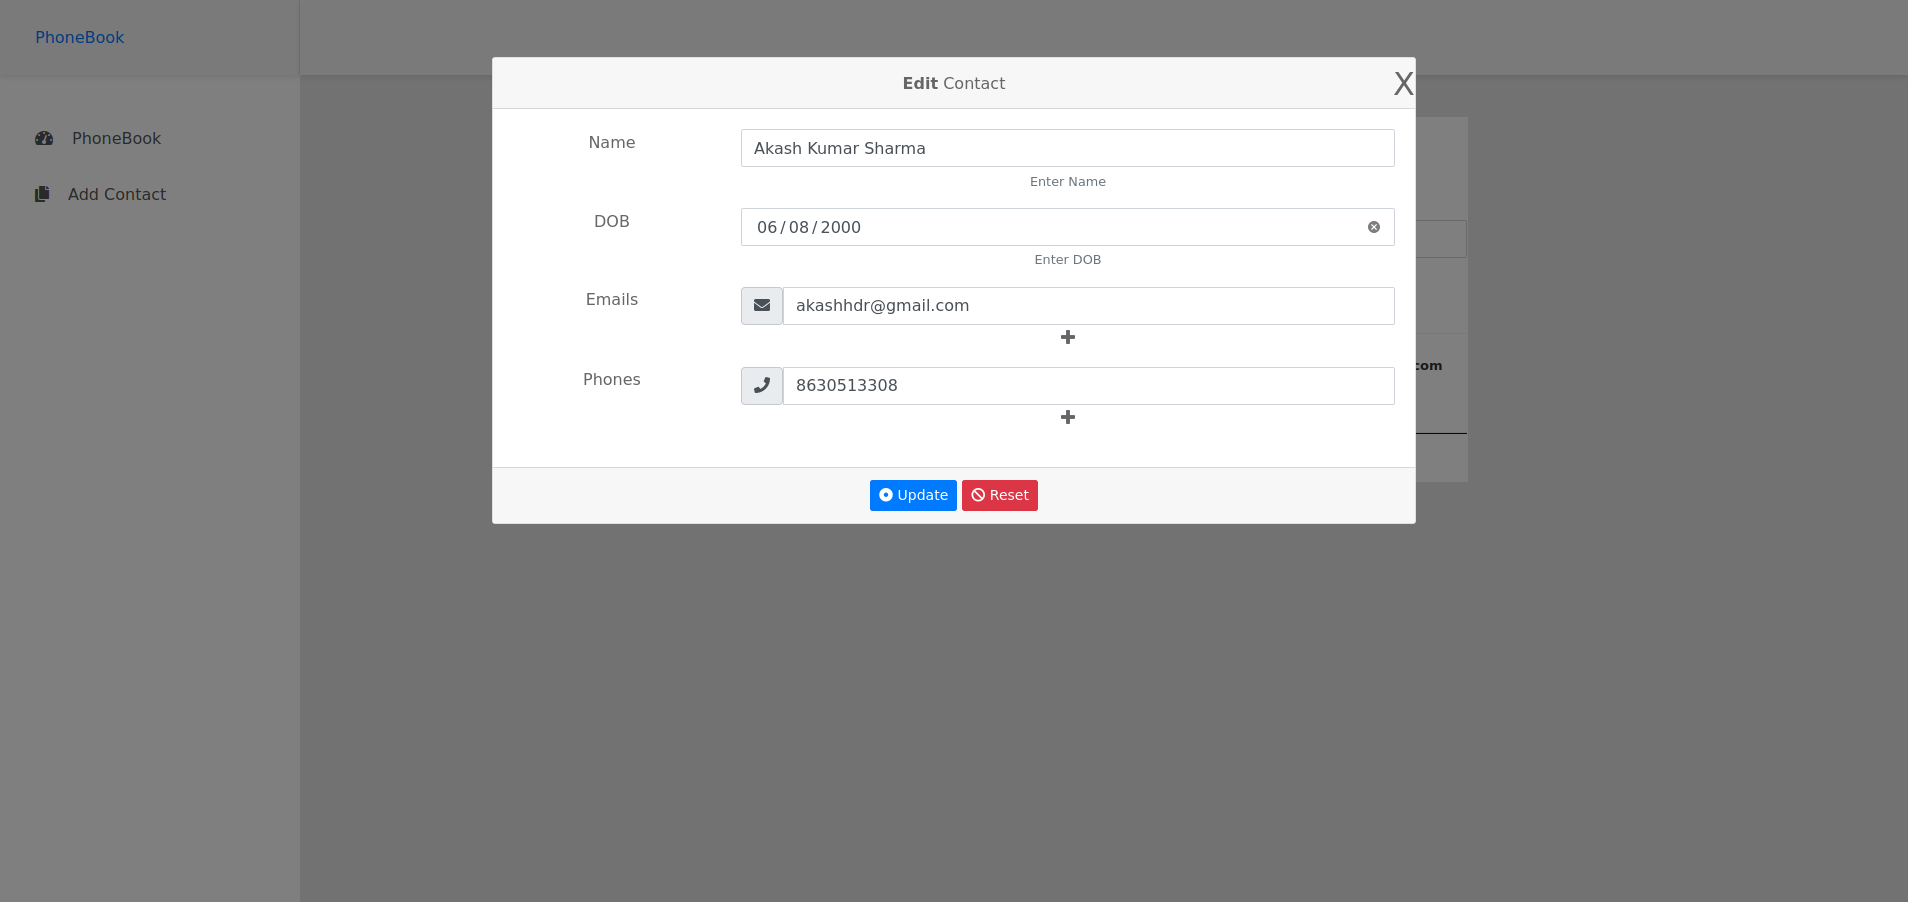 PhoneBook
PhoneBook
Add Contact
Edit Contact
X
Name
Akash Kumar Sharma
Enter Name
DOB
06/08/2000
Enter DOB
Emails
akashhdr@gmail.com
Phones
8630513308
Update
Reset
com